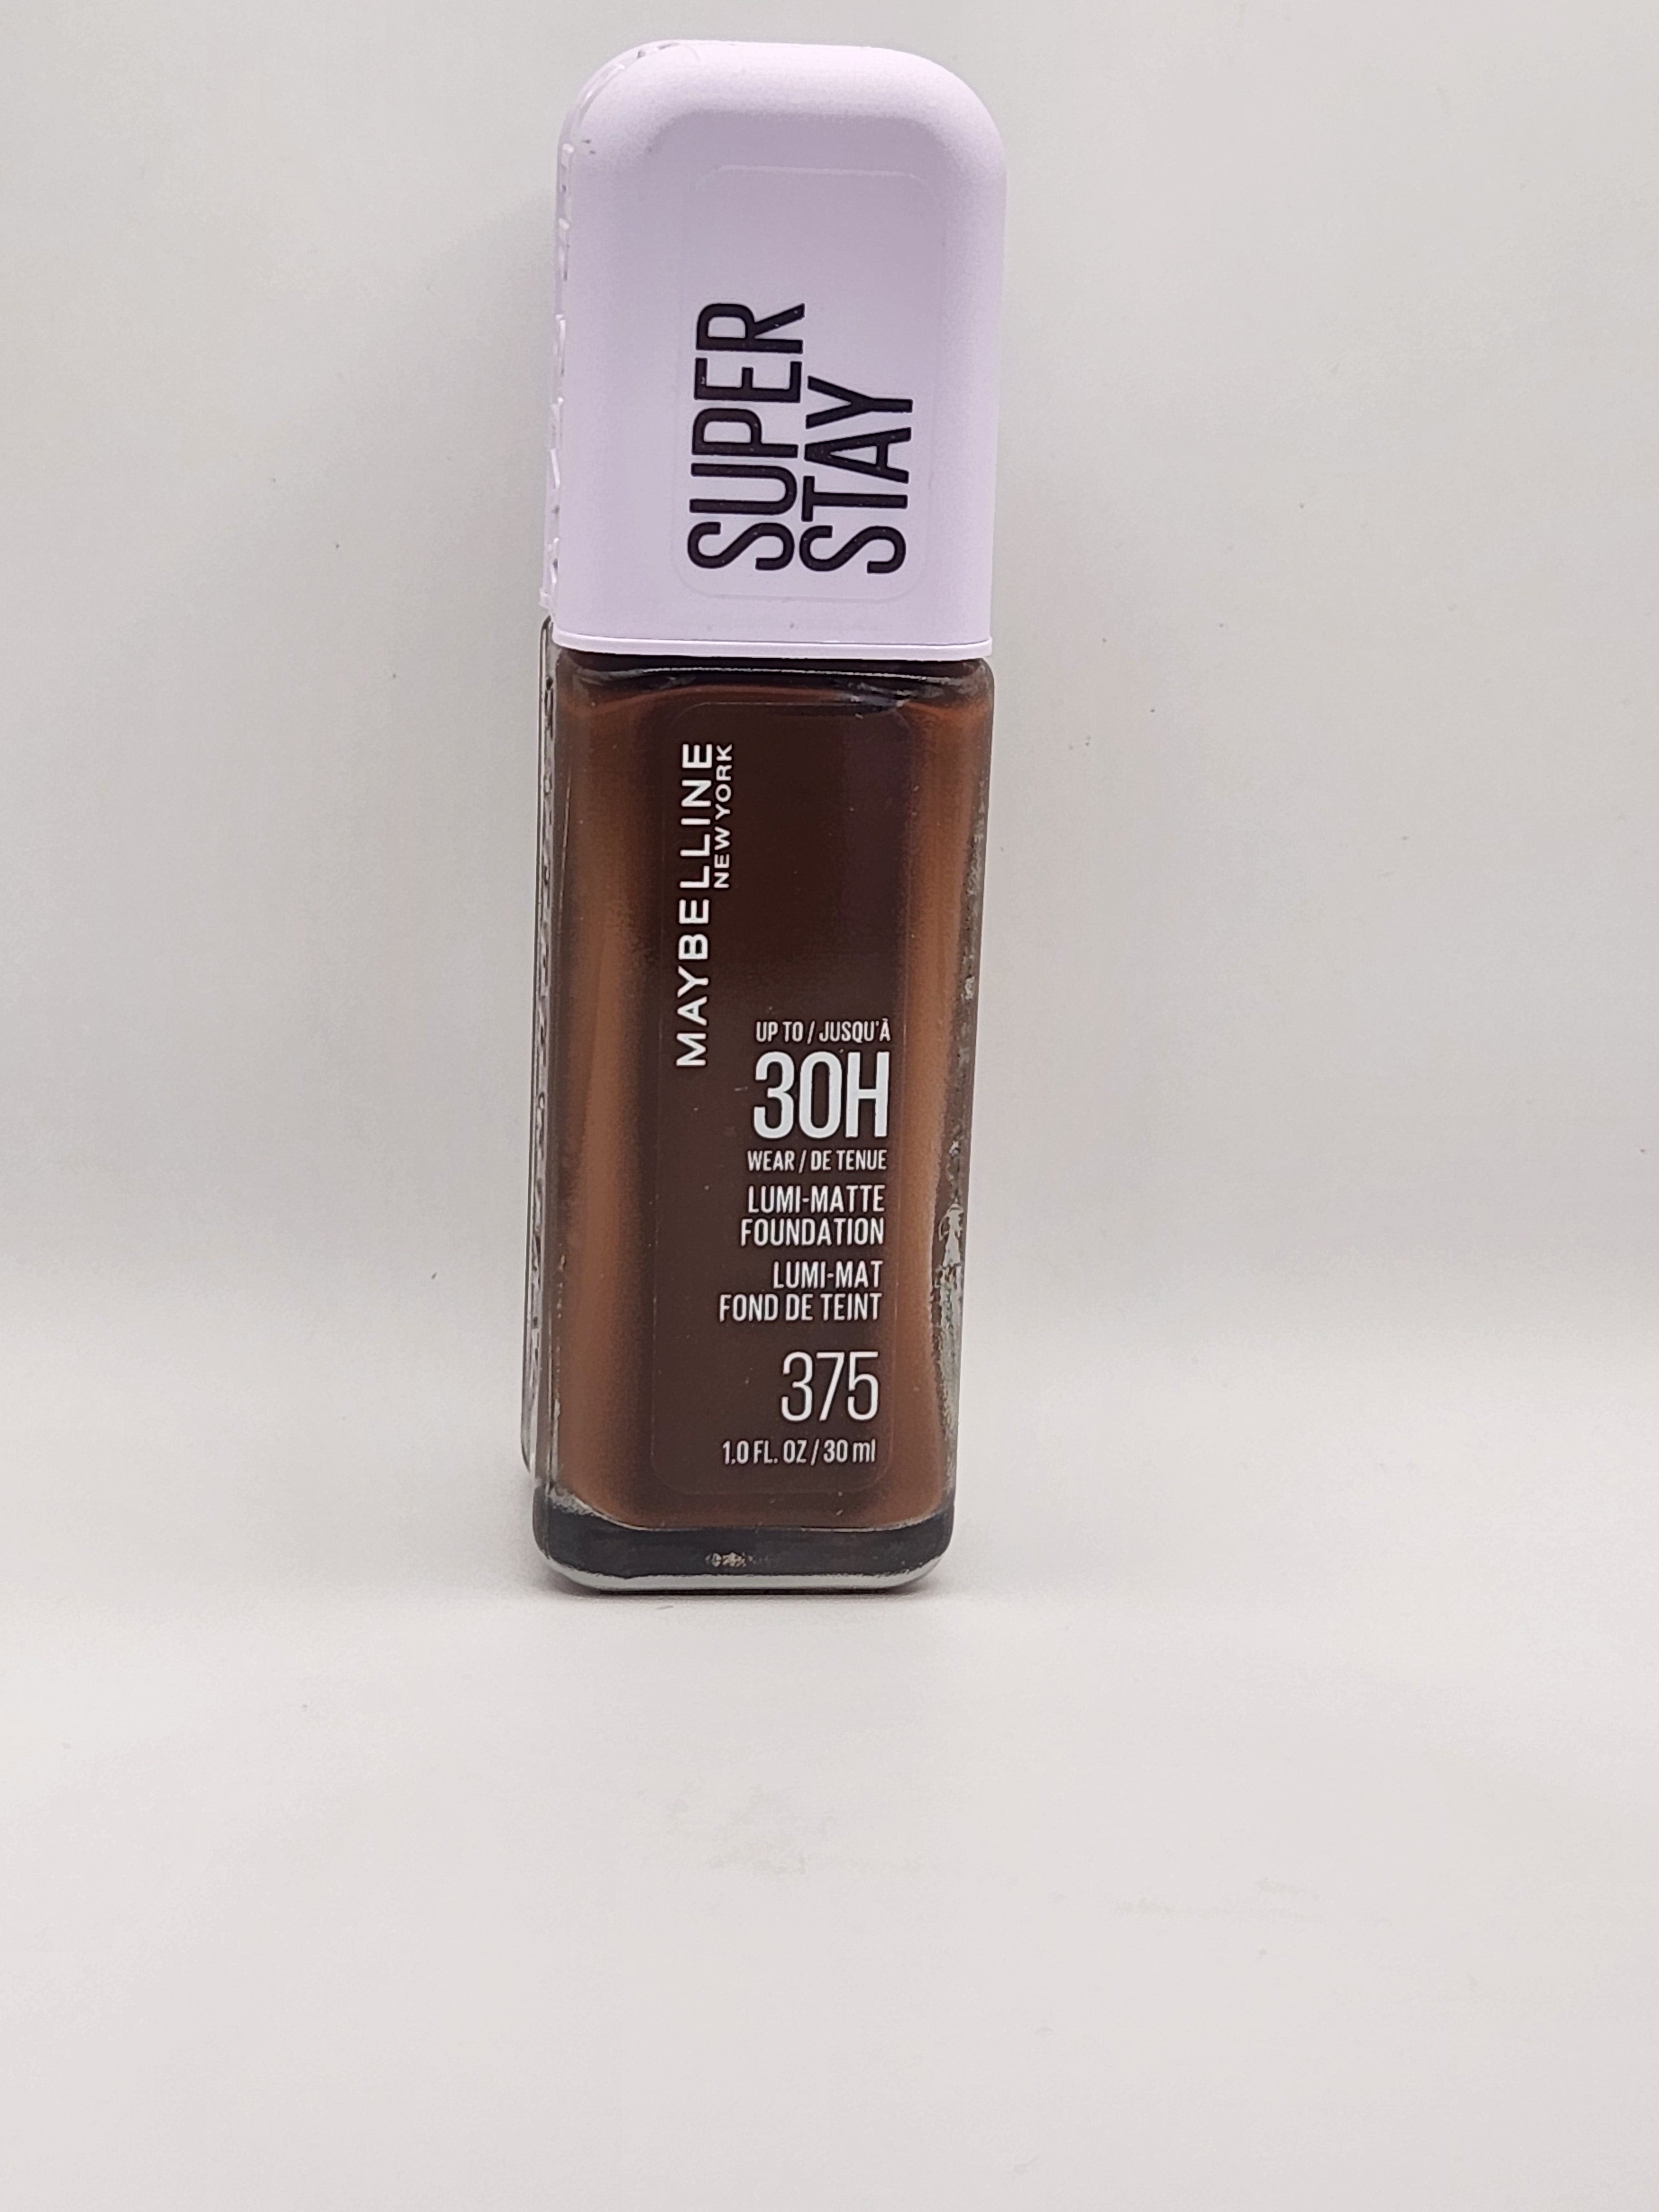 SUPER
STAY
MAYBELLINE
NEW YORK
UP TO / JUSQU'À
30H
WEAR / DE TENUE
LUMI-MATTE
FOUNDATION
LUMI-MAT
FOND DE TEINT
375
1.0 FL. OZ / 30 ml